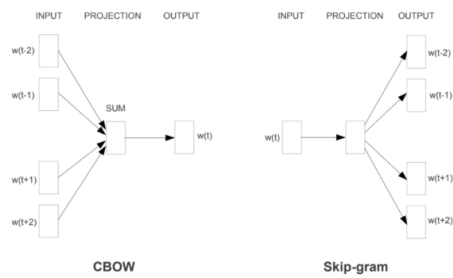 INPUT PROJECTION OUTPUT
w(t-2)
w(t-1)
SUM
w(t)
w(t+1)
w(t+2)
CBOW
INPUT PROJECTION OUTPUT
w(t-2)
w(t-1)
w(t)
w(t+1)
w(t+2)
Skip-gram